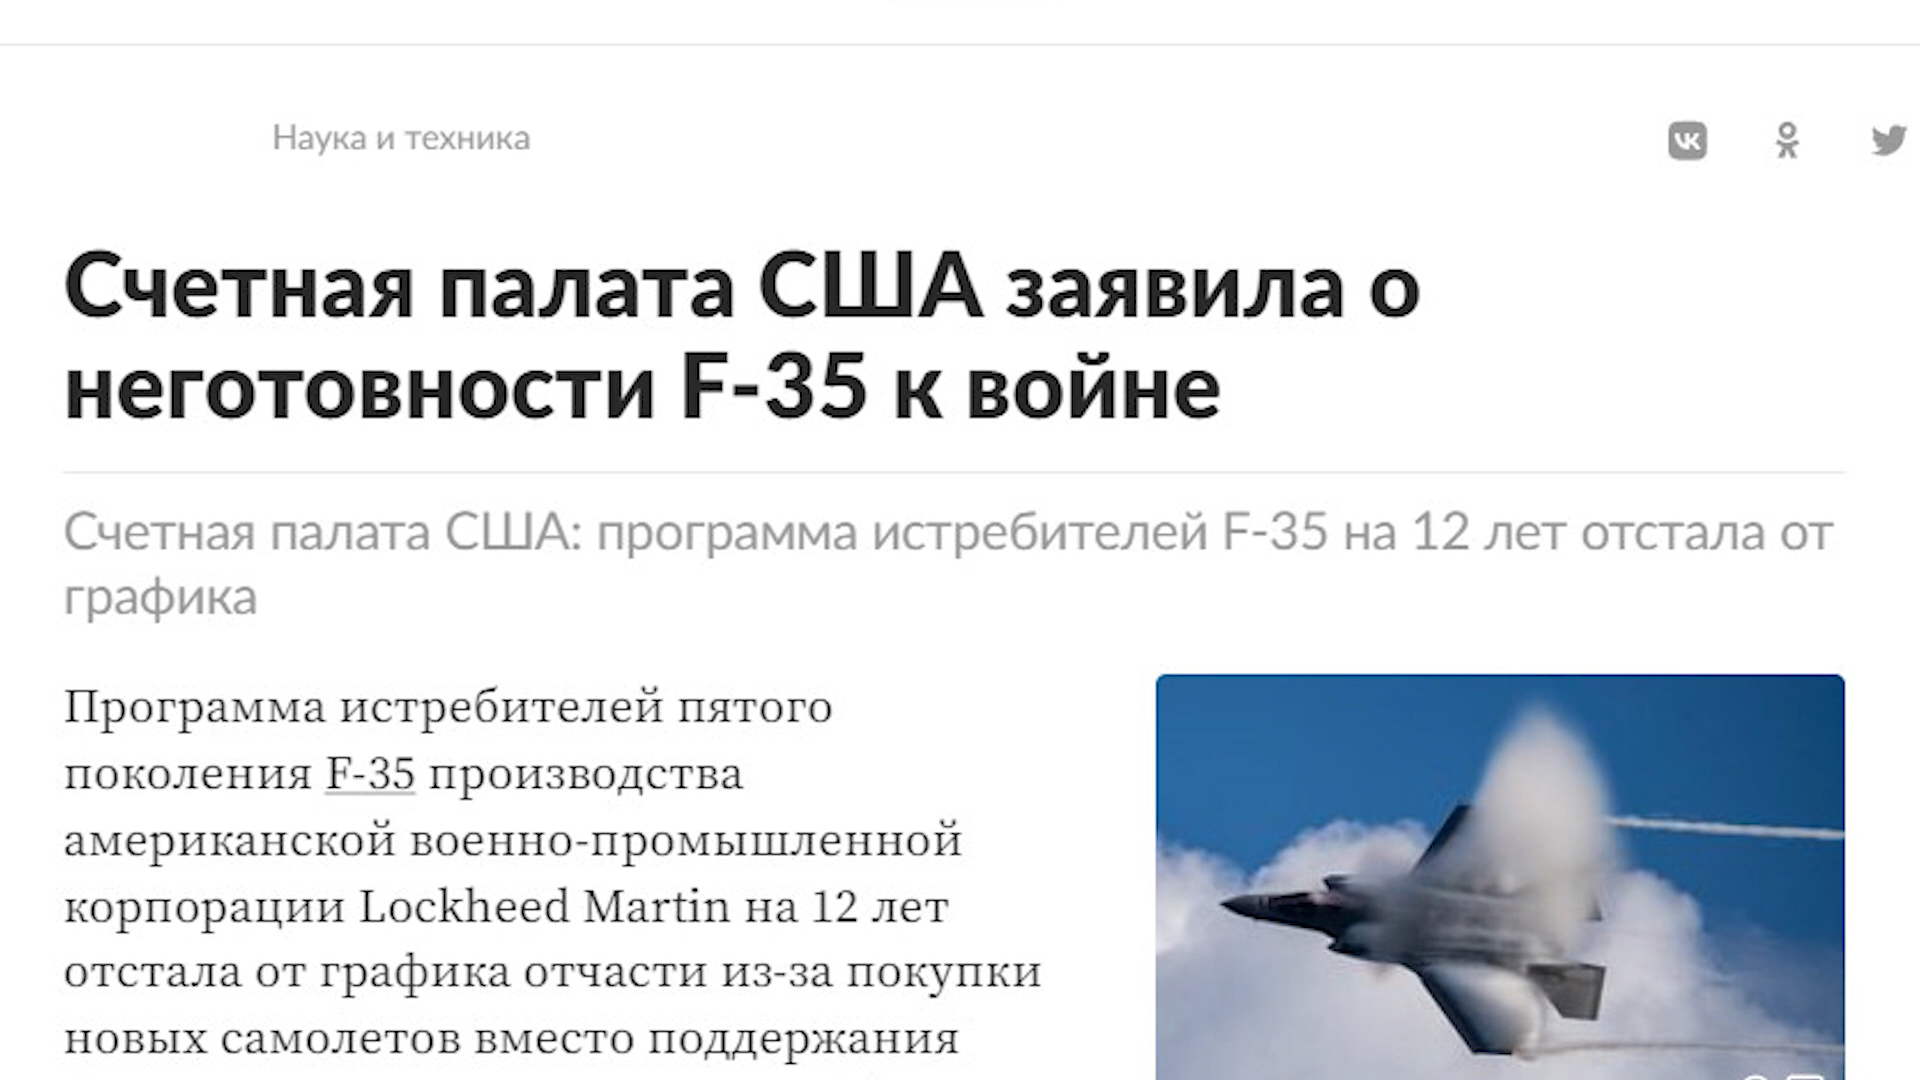 Наука и техника
Счетная палата США заявила о
неготовности F-35 к войне
Счетная палата США: программа истребителей F-35 на 12 лет отстала от
графика
Программа истребителей пятого
поколения F-35 производства
американской военно-промышленной
корпорации Lockheed Martin на 12 лет
отстала от графика отчасти из-за покупки
новых самолетов вместо поддержания